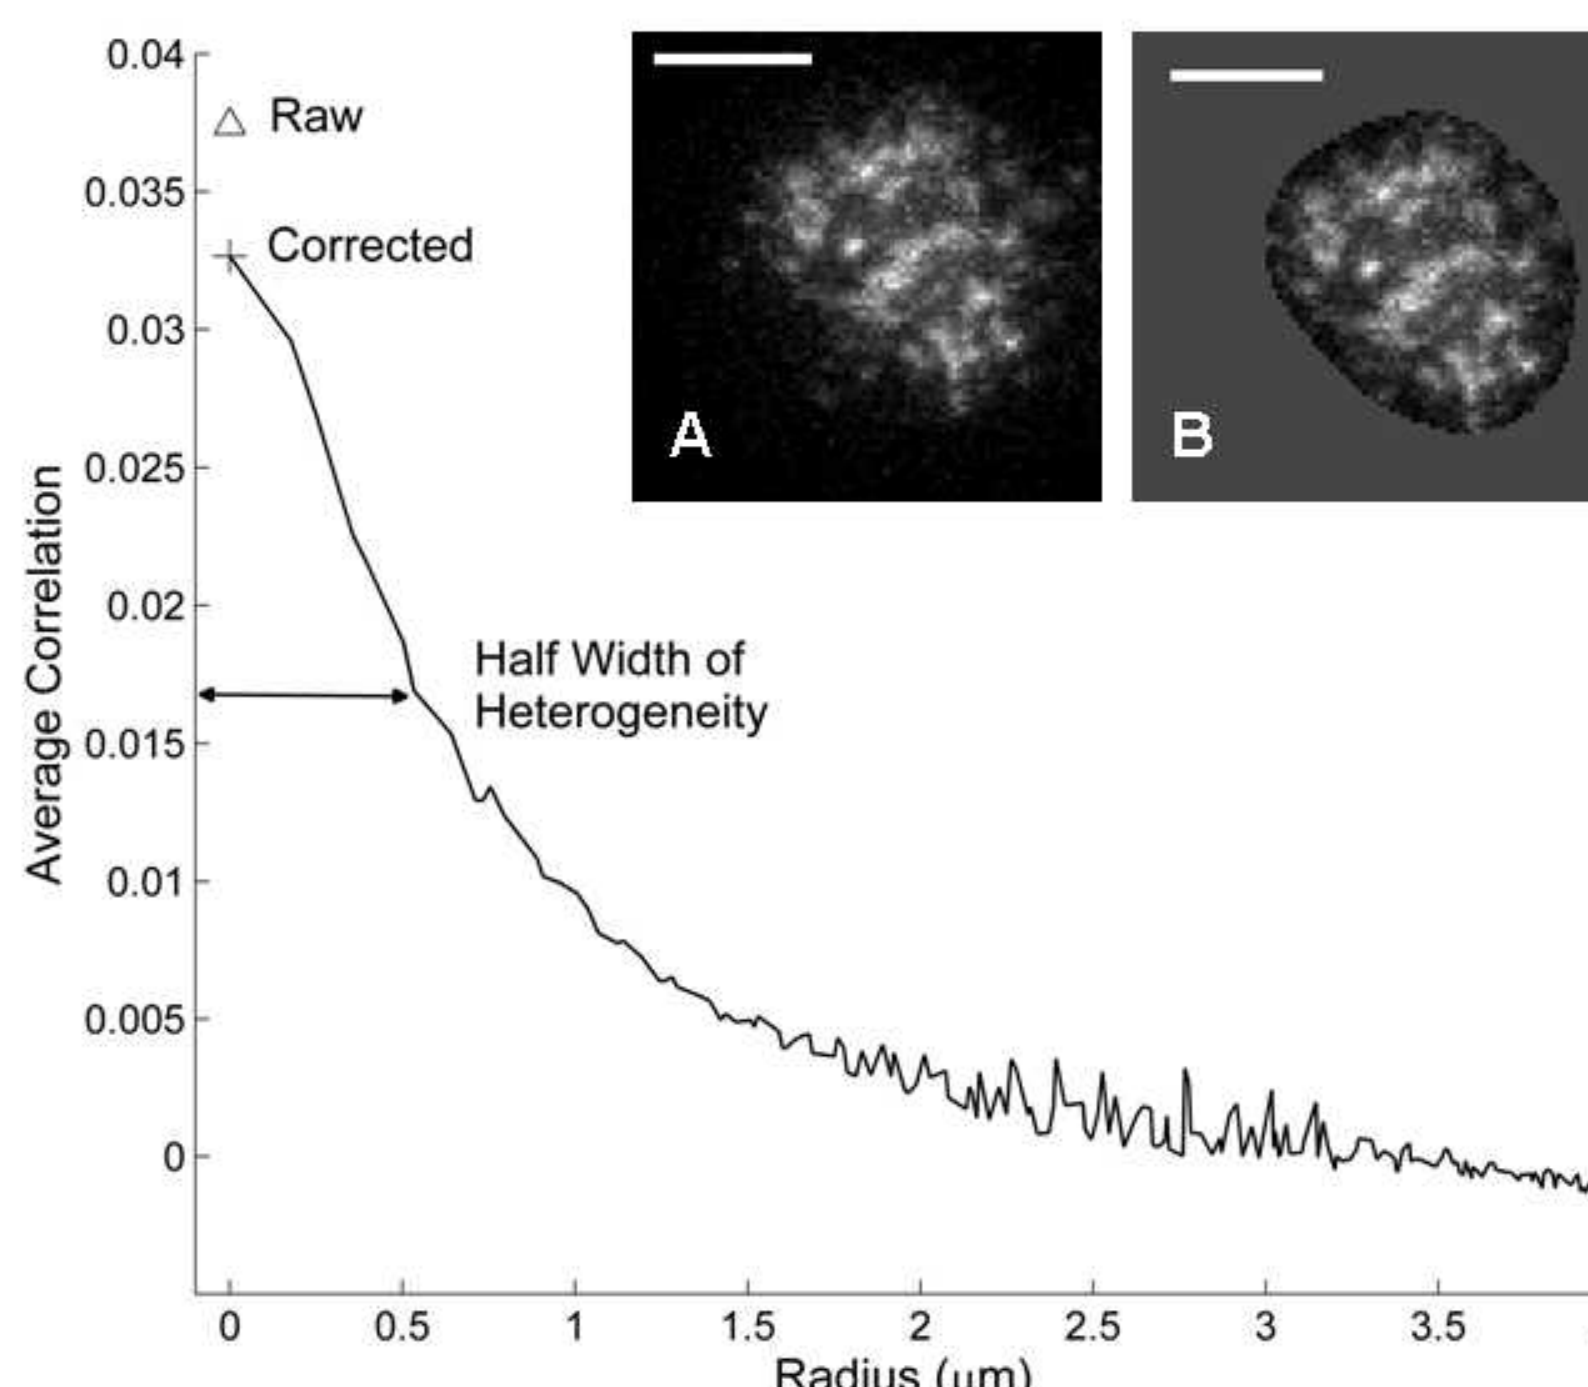 0.04
Raw
0.035
Corrected
0.03
0.025
0.02
0.015
0.01
0.005
0
Average Correlation
Half Width of
Heterogeneity
A
B
0 0.5 1 1.5 2 2.5 3 3.5
Radius (μm)